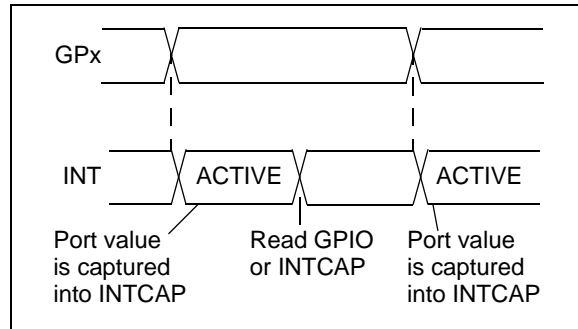 GPx
INT
ACTIVE
ACTIVE
Port value
is captured
into INTCAP
Read GPIO
or INTCAP
Port value
is captured
into INTCAP